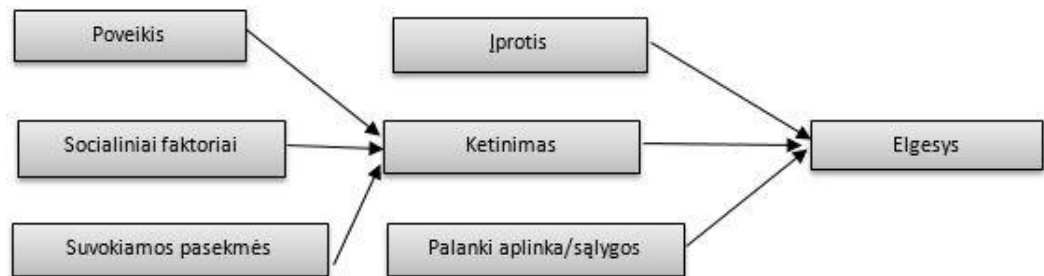 Poveikis
Įprotis
Socialiniai faktoriai
Ketinimas
Elgesys
Suvokiamos pasekmės
Palanki aplinka/sąlygos